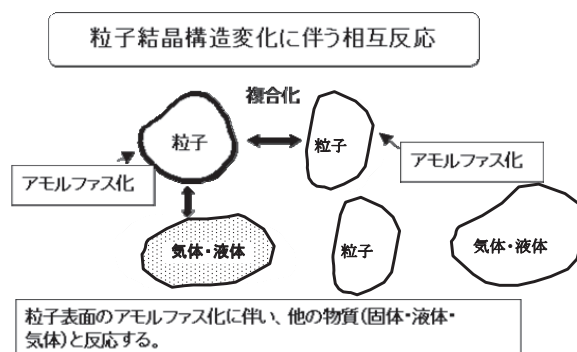 粒子結晶構造変化に伴う相互反応
複合化
粒子
粒子
アモルファス化
アモルファス化
気体・液体
粒子
気体・液体
粒子表面のアモルファス化に伴い、他の物質(固体・液体・
気体)と反応する。